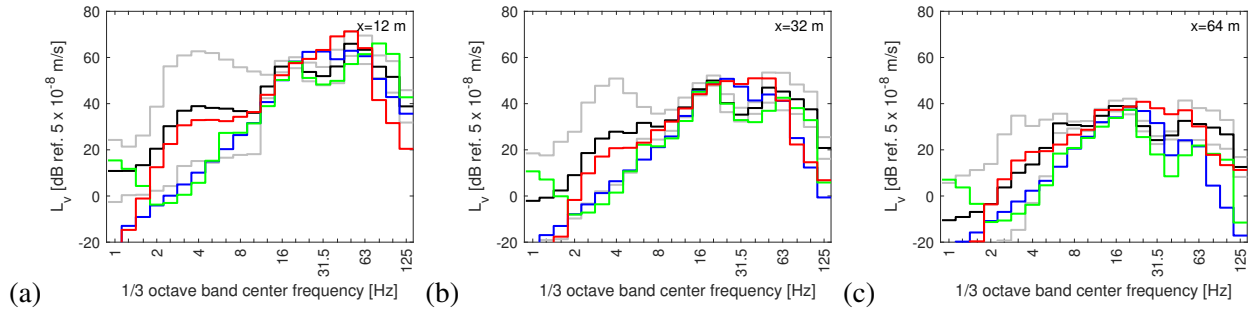 80
60
40
20
0
-20
L_v [dB ref. 5 x 10^-8 m/s]
x=12 m
1 2 4 8 16 31.5 63 125
1/3 octave band center frequency [Hz]
(a)
80
60
40
20
0
-20
L_v [dB ref. 5 x 10^-8 m/s]
x=32 m
1 2 4 8 16 31.5 63 125
1/3 octave band center frequency [Hz]
(b)
80
60
40
20
0
-20
L_v [dB ref. 5 x 10^-8 m/s]
x=64 m
1 2 4 8 16 31.5 63 125
1/3 octave band center frequency [Hz]
(c)